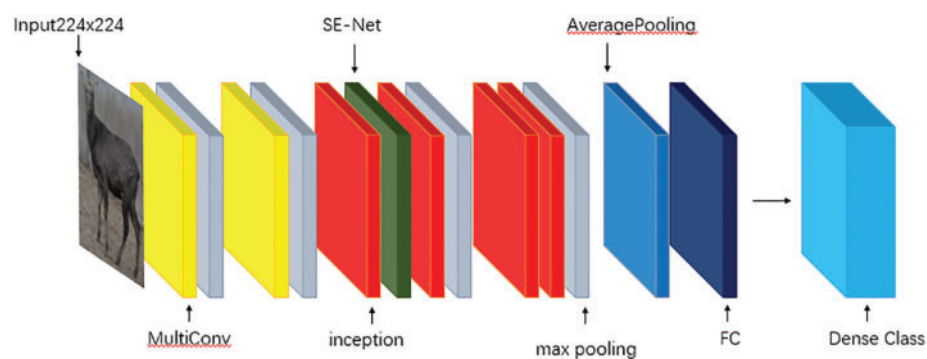 Input224x224
SE-Net
AveragePooling
MultiConv
inception
max pooling
FC
Dense Class